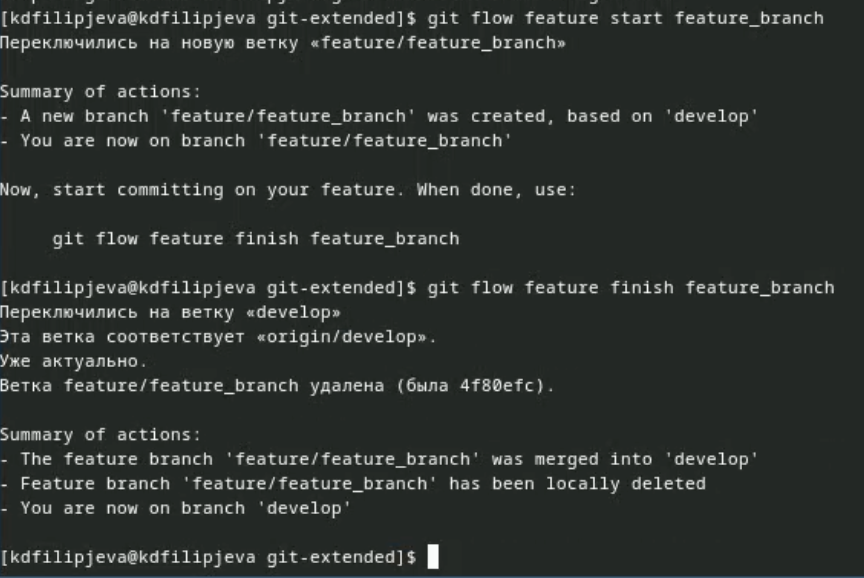 [kdfilipjeva@kdfilipjeva git-extended]$ git flow feature start feature_branch
Переключились на новую ветку «feature/feature_branch»
Summary of actions:
- A new branch 'feature/feature_branch' was created, based on 'develop'
- You are now on branch 'feature/feature_branch'
Now, start committing on your feature. When done, use:
git flow feature finish feature_branch
[kdfilipjeva@kdfilipjeva git-extended]$ git flow feature finish feature_branch
Переключились на ветку «develop»
Эта ветка соответствует «origin/develop».
Уже актуально.
Ветка feature/feature_branch удалена (была 4f80efc).
Summary of actions:
- The feature branch 'feature/feature_branch' was merged into 'develop'
- Feature branch 'feature/feature_branch' has been locally deleted
- You are now on branch 'develop'
[kdfilipjeva@kdfilipjeva git-extended]$